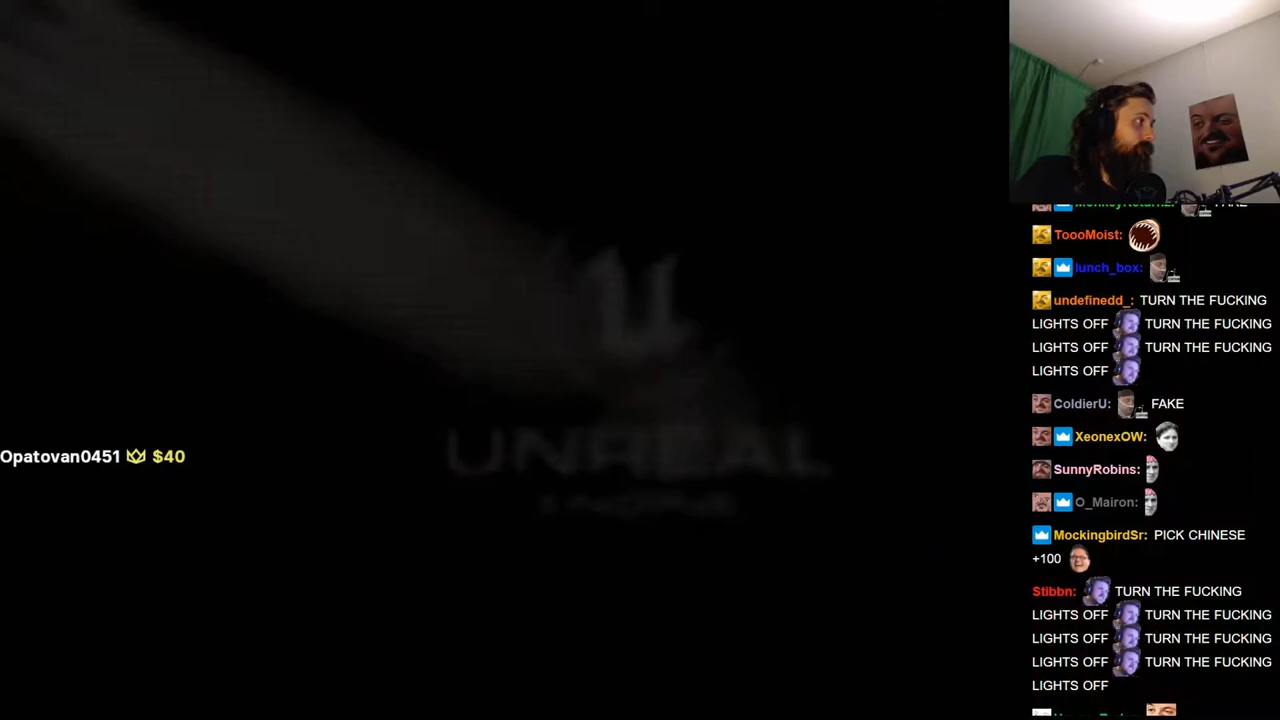 UNREAL
ENGINE
Opatovan0451 $40
FAKE
ToooMoist:
lunch_box:
undefinedd_: TURN THE FUCKING
LIGHTS OFF TURN THE FUCKING
LIGHTS OFF TURN THE FUCKING
LIGHTS OFF
ColdierU: FAKE
XeonexOW:
SunnyRobins:
O_Mairon:
MockingbirdSr: PICK CHINESE
+100
Stibbn: TURN THE FUCKING
LIGHTS OFF TURN THE FUCKING
LIGHTS OFF TURN THE FUCKING
LIGHTS OFF TURN THE FUCKING
LIGHTS OFF